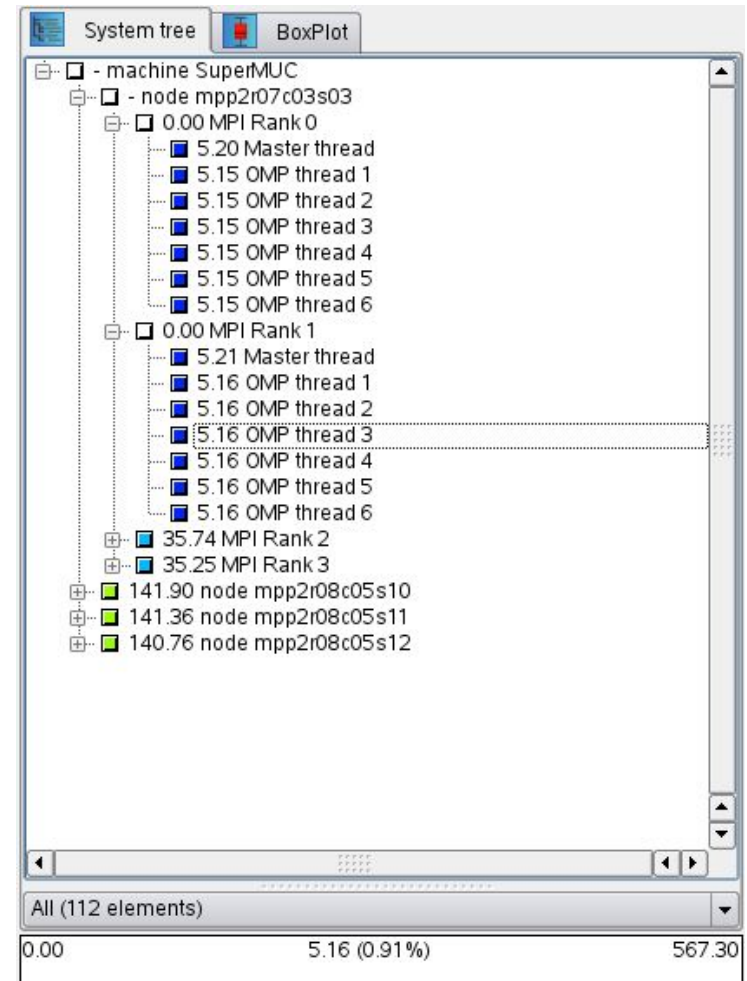 System tree BoxPlot
- machine SuperMUC
- node mpp2r07c03s03
0.00 MPI Rank 0
5.20 Master thread
5.15 OMP thread 1
5.15 OMP thread 2
5.15 OMP thread 3
5.15 OMP thread 4
5.15 OMP thread 5
5.15 OMP thread 6
0.00 MPI Rank 1
5.21 Master thread
5.16 OMP thread 1
5.16 OMP thread 2
5.16 OMP thread 3
5.16 OMP thread 4
5.16 OMP thread 5
5.16 OMP thread 6
35.74 MPI Rank 2
35.25 MPI Rank 3
141.90 node mpp2r08c05s10
141.36 node mpp2r08c05s11
140.76 node mpp2r08c05s12
All (112 elements)
0.00 5.16 (0.91%) 567.30